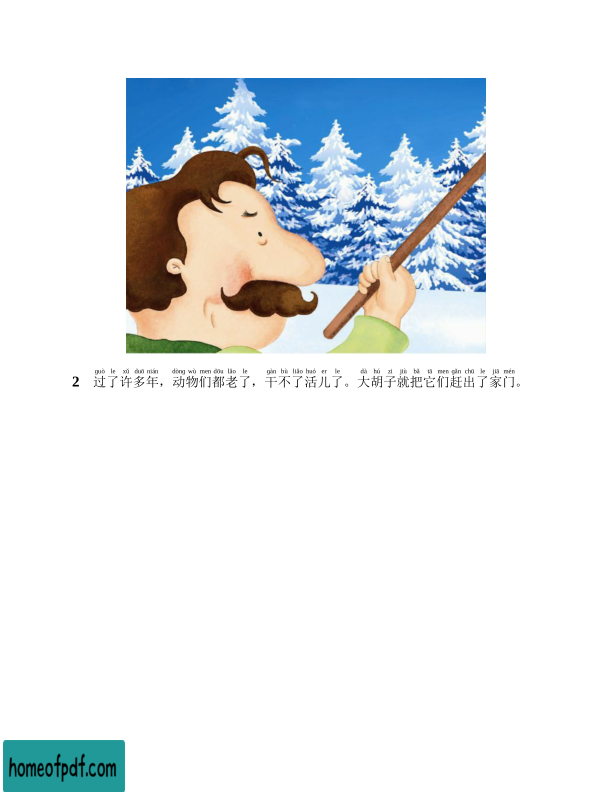 guò le xǔ duō nián dòng wù men dōu lǎo le gàn bù liǎo huó er le dà hú zi jiù bǎ tā men gǎn chū le jiā mén
2 过了许多年，动物们都老了，干不了活儿了。大胡子就把它们赶出了家门。
homeofpdf.com